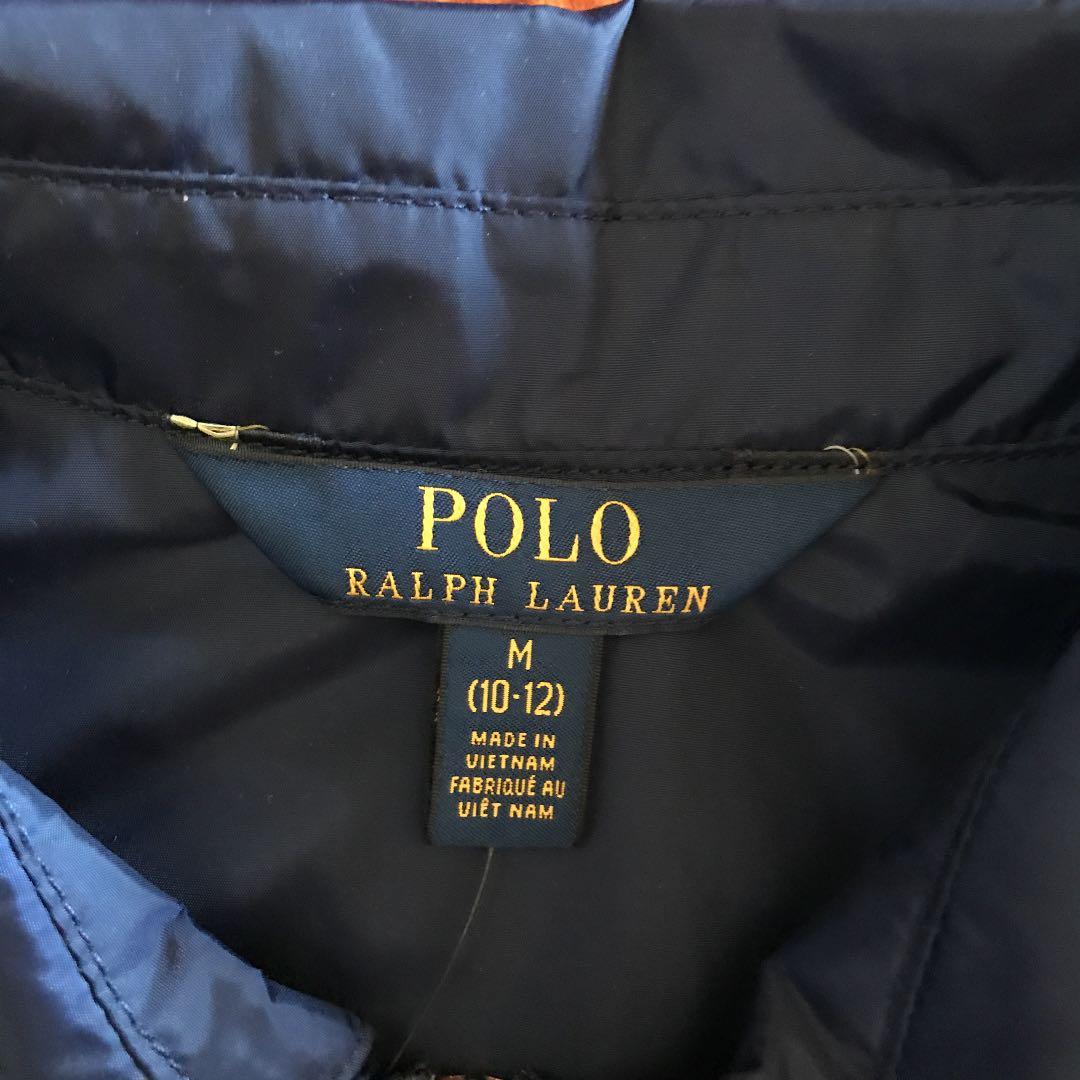 POLO
RALPH LAUREN
M
(10-12)
MADE IN
VIETNAM
FABRIQUÉ AU
VIÊT NAM